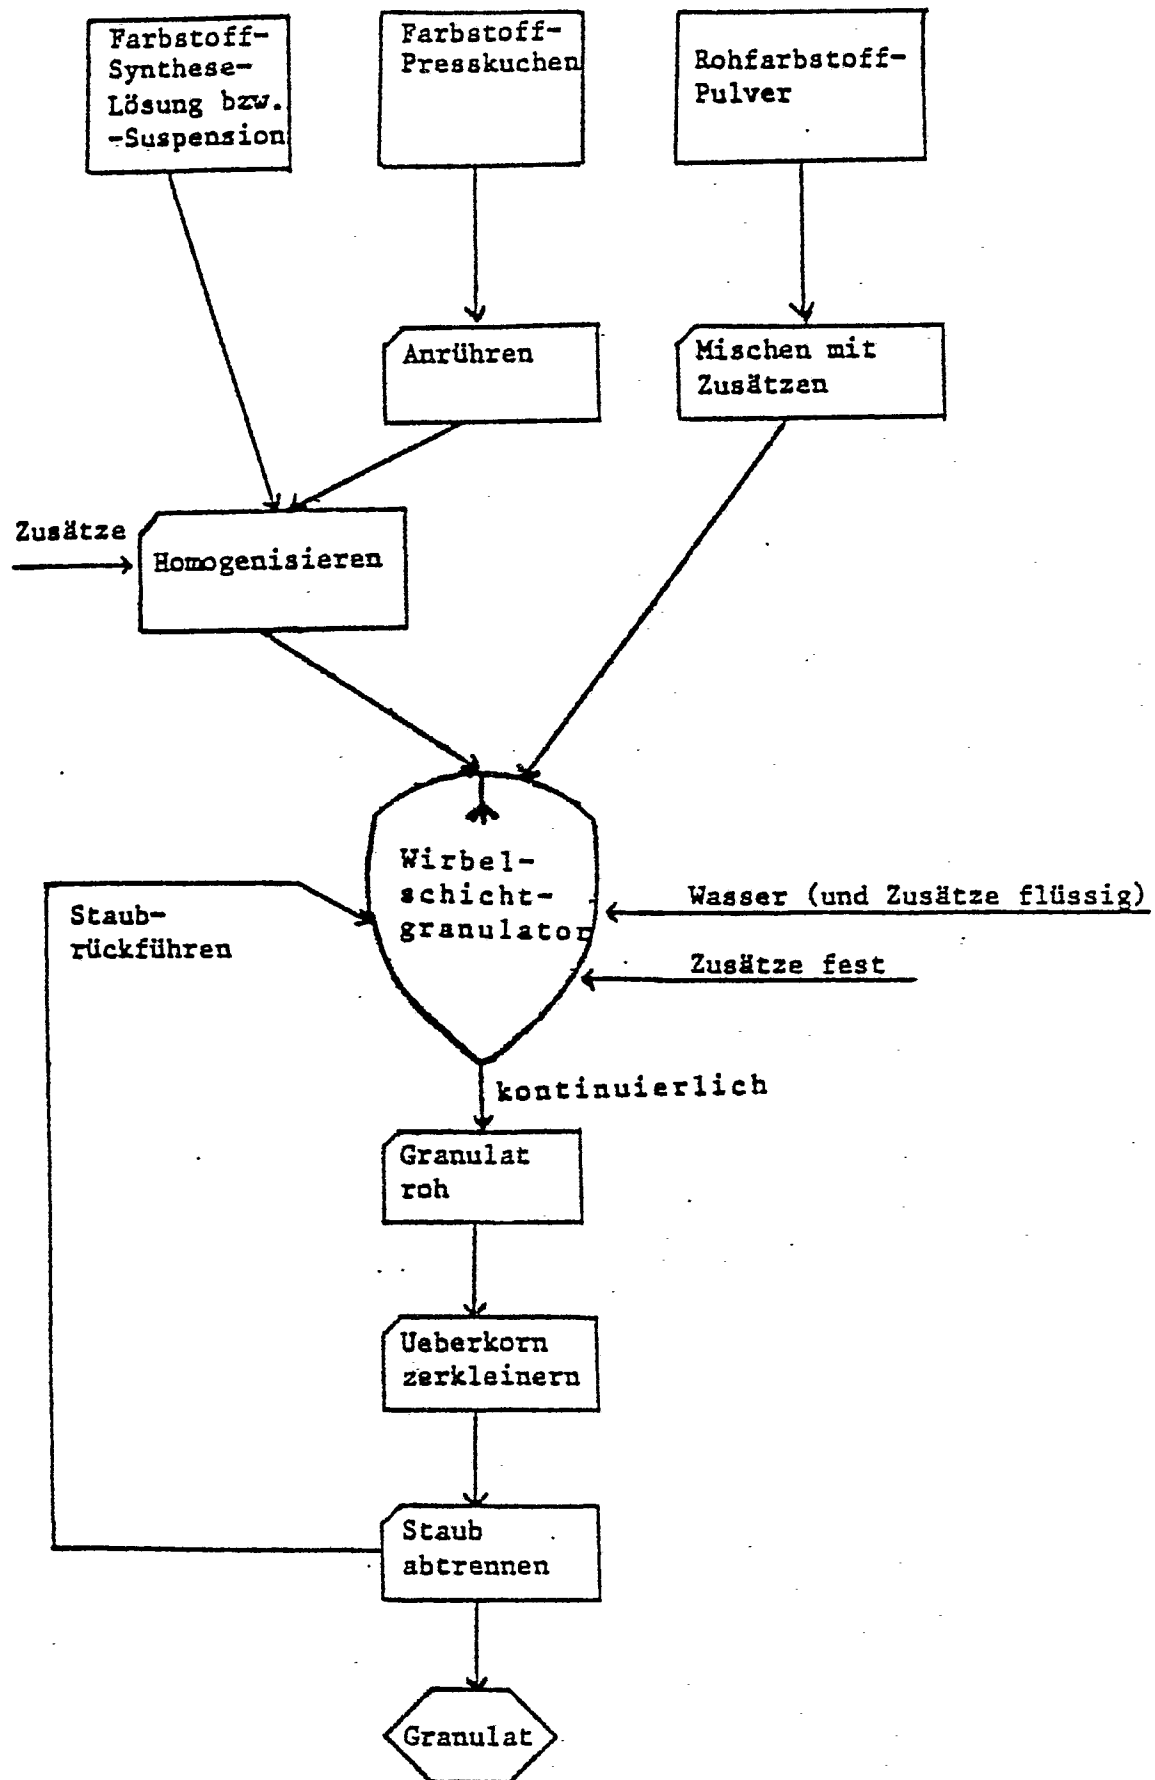 Farbstoff-
Synthese-
Lösung bzw.
-Suspension
Farbstoff-
Presskuchen
Rohfarbstoff-
Pulver
Anrühren
Mischen mit
Zusätzen
Zusätze
Homogenisieren
Wirbel-
schicht-
granulator
Staub-
rückführen
Wasser (und Zusätze flüssig)
Zusätze fest
kontinuierlich
Granulat
roh
Ueberkorn
zerkleinern
Staub
abtrennen
Granulat